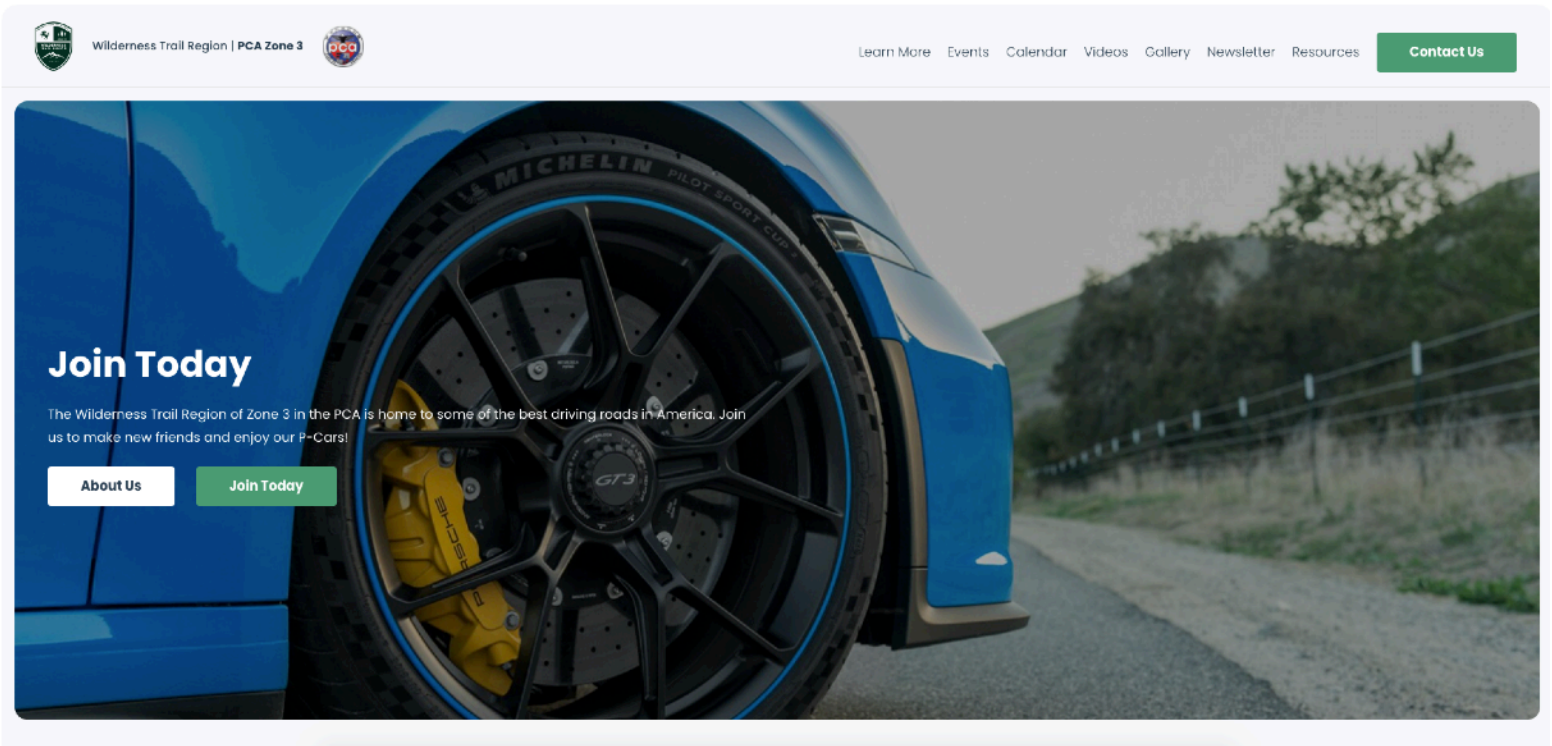 Wilderness Trail Region | PCA Zone 3
pca
Learn More Events Calendar Videos Gallery Newsletter Resources Contact Us
MICHELIN PILOT SPORT CUP 2
Join Today
The Wilderness Trail Region of Zone 3 in the PCA is home to some of the best driving roads in America. Join
us to make new friends and enjoy our P-Cars!
About Us Join Today
GT3
PORSCHE